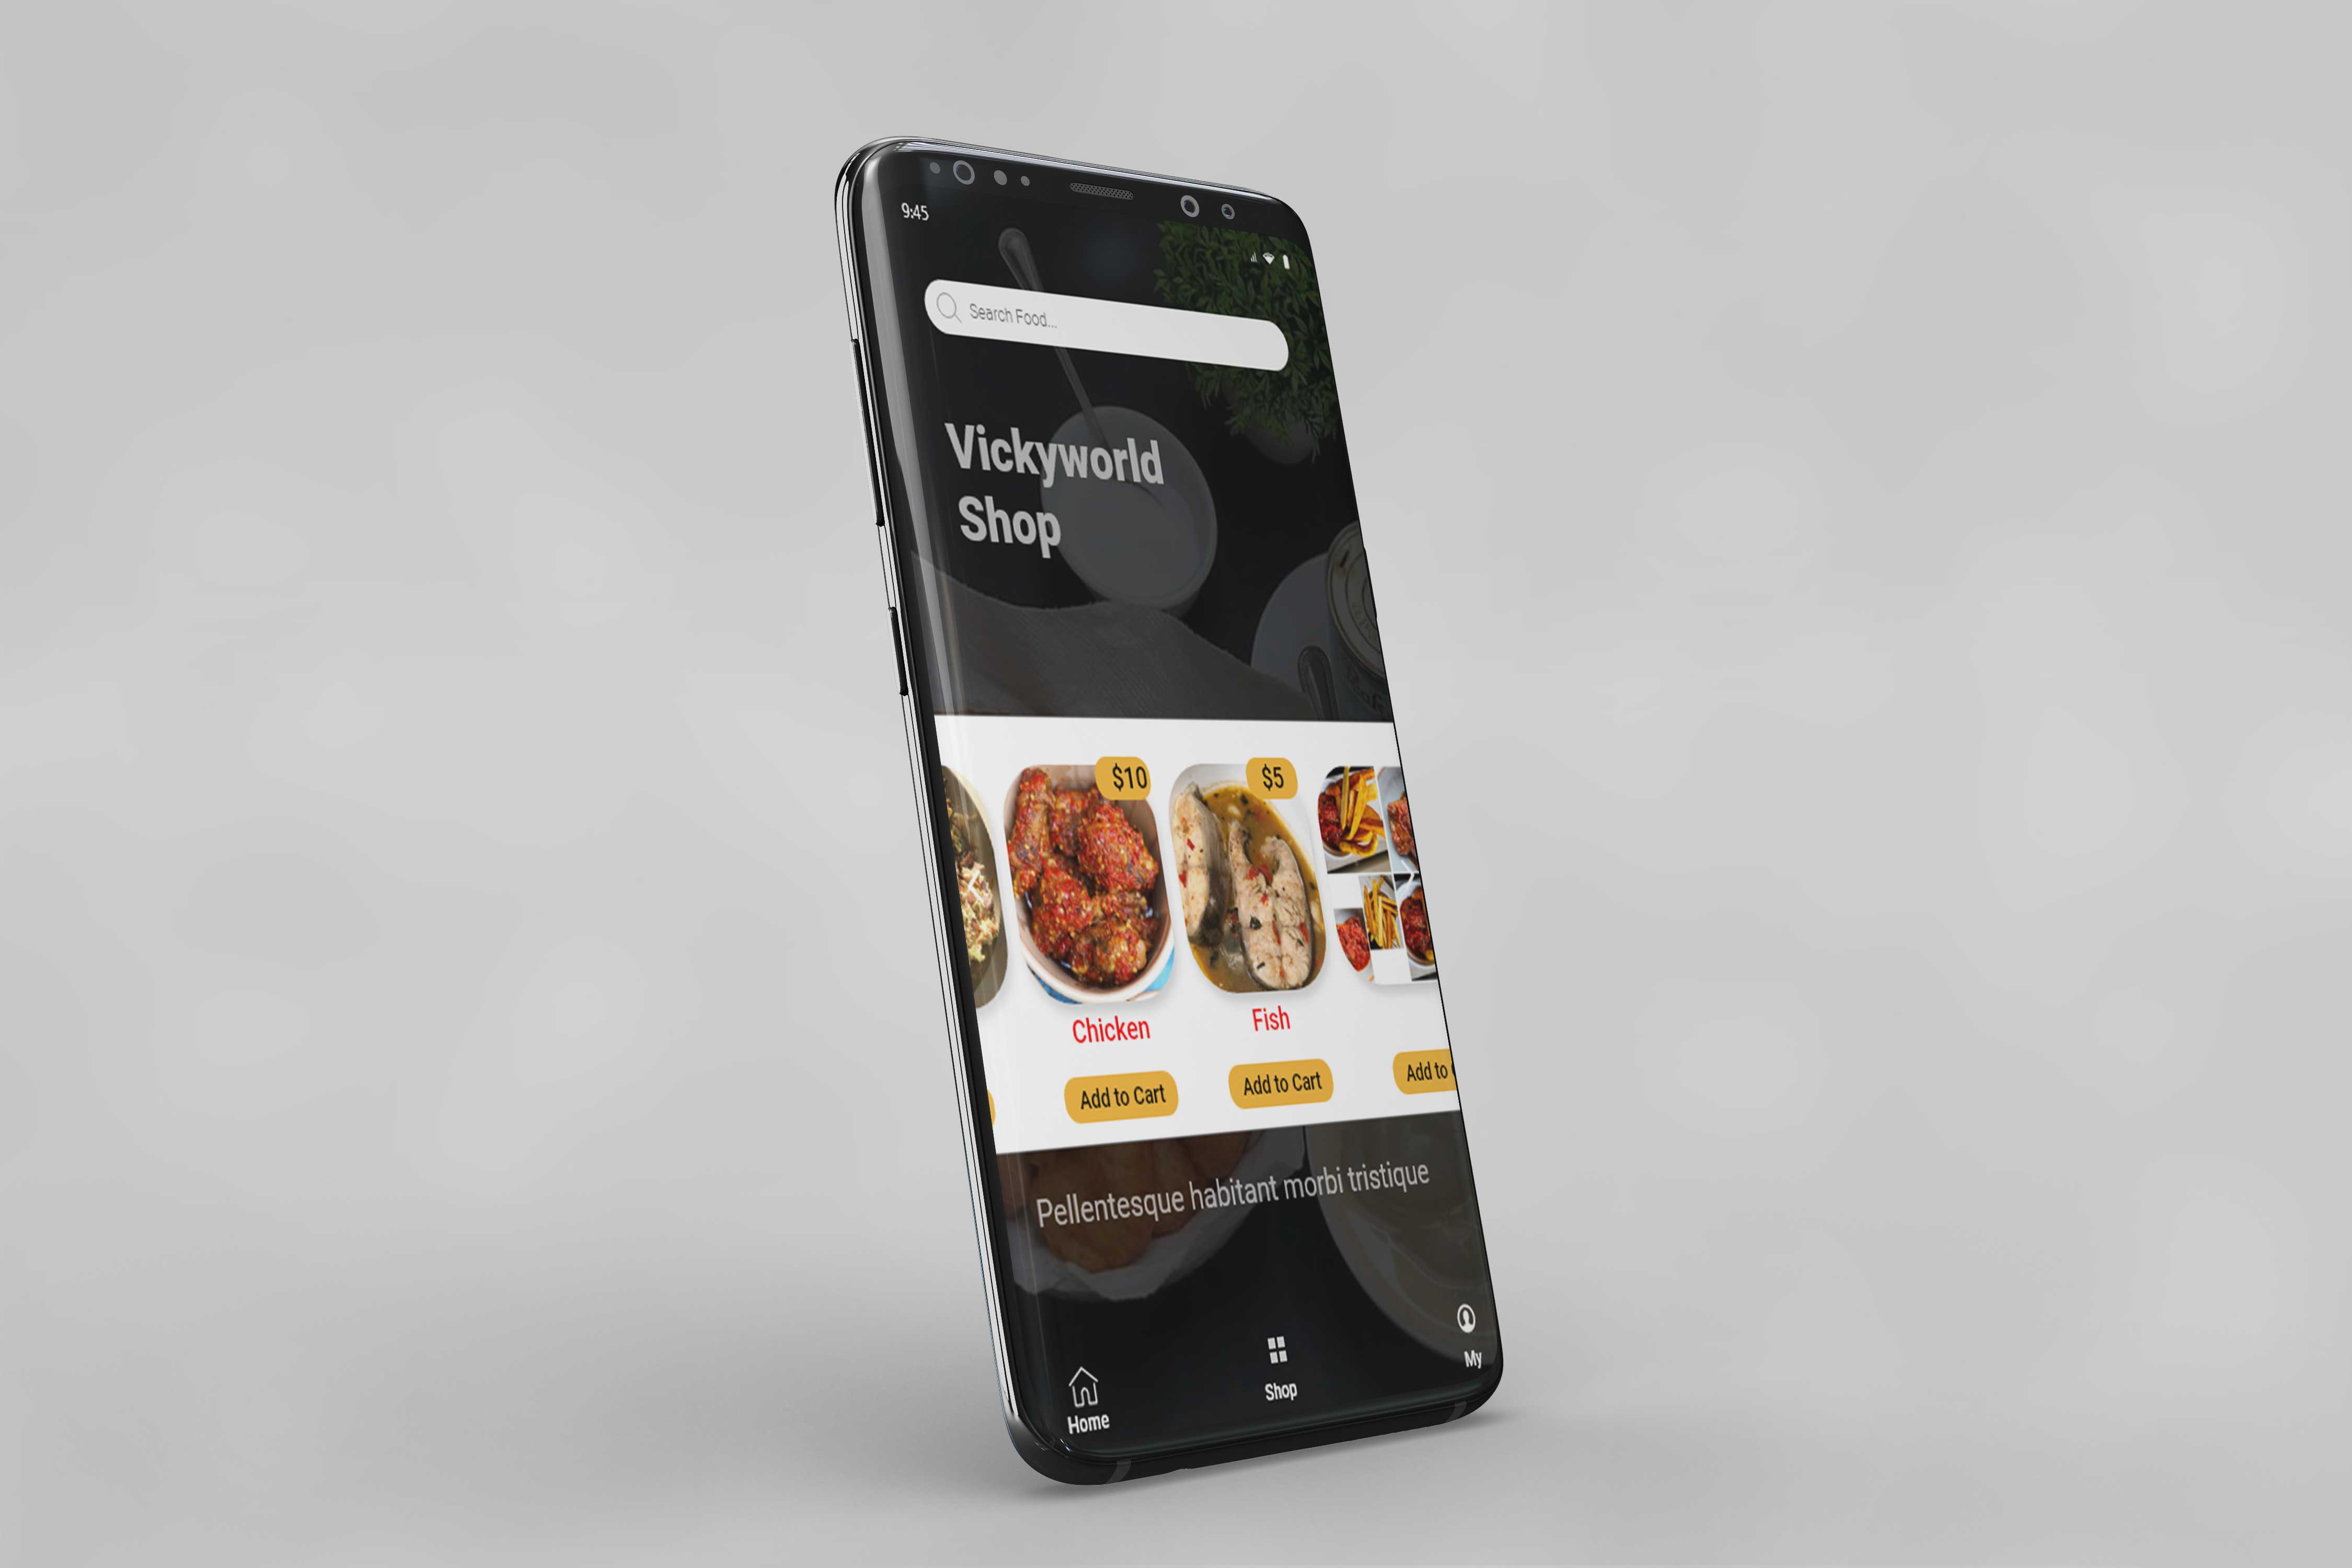 9:45
Search Food...
Vickyworld
Shop
$10
$5
Chicken
Fish
Add to Cart
Add to Cart
Add to
Pellentesque habitant morbi tristique
Home
Shop
My